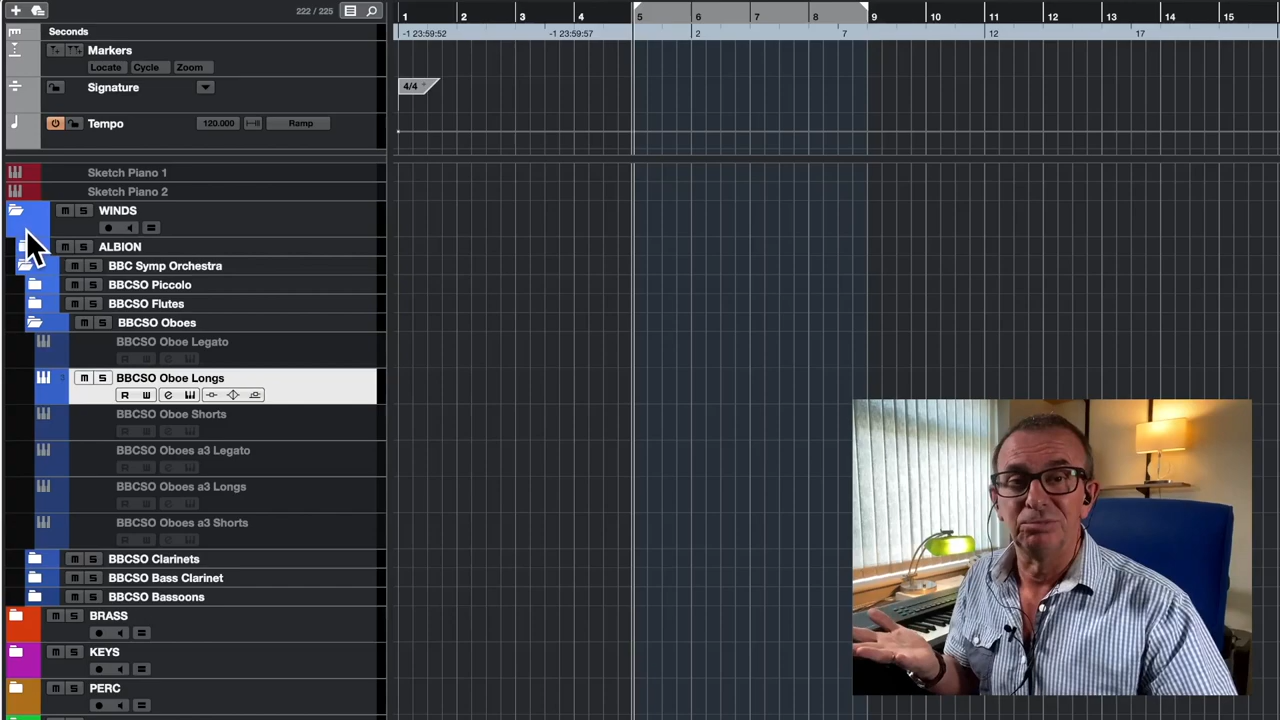 222 / 225
1 2 3 4 5 6 7 8 9 10 11 12 13 14 15
Seconds
-1 23:59:52 -1 23:59:57 2 7 12 17
Markers
Locate Cycle Zoom
Signature
4/4
Tempo 120.000 Ramp
Sketch Piano 1
Sketch Piano 2
M S WINDS
M S ALBION
M S BBC Symp Orchestra
M S BBCSO Piccolo
M S BBCSO Flutes
M S BBCSO Oboes
BBCSO Oboe Legato
R W e
3 M S BBCSO Oboe Longs
R W e
BBCSO Oboe Shorts
R W e
BBCSO Oboes a3 Legato
R W e
BBCSO Oboes a3 Longs
R W e
BBCSO Oboes a3 Shorts
R W e
M S BBCSO Clarinets
M S BBCSO Bass Clarinet
M S BBCSO Bassoons
M S BRASS
M S KEYS
M S PERC